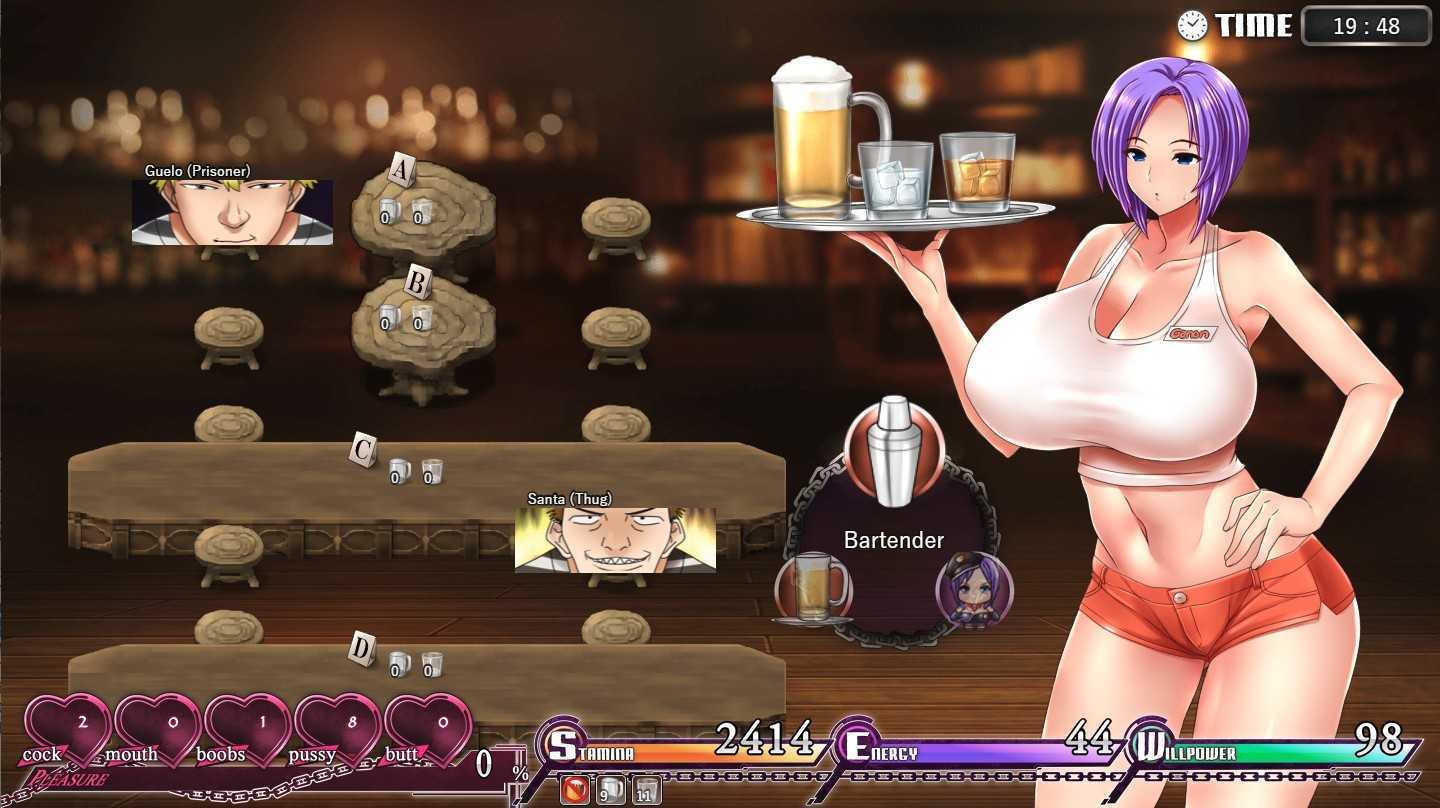 TIME 19 : 48
Guelo (Prisoner)
A
0 0
B
0 0
Goron
C
0 0
Santa (Thug)
Bartender
D
0 0
2 0 1 8 0
cock mouth boobs pussy butt
PLEASURE
0 %
STAMINA 2414
ENERGY 44
WILLPOWER 98
9 11